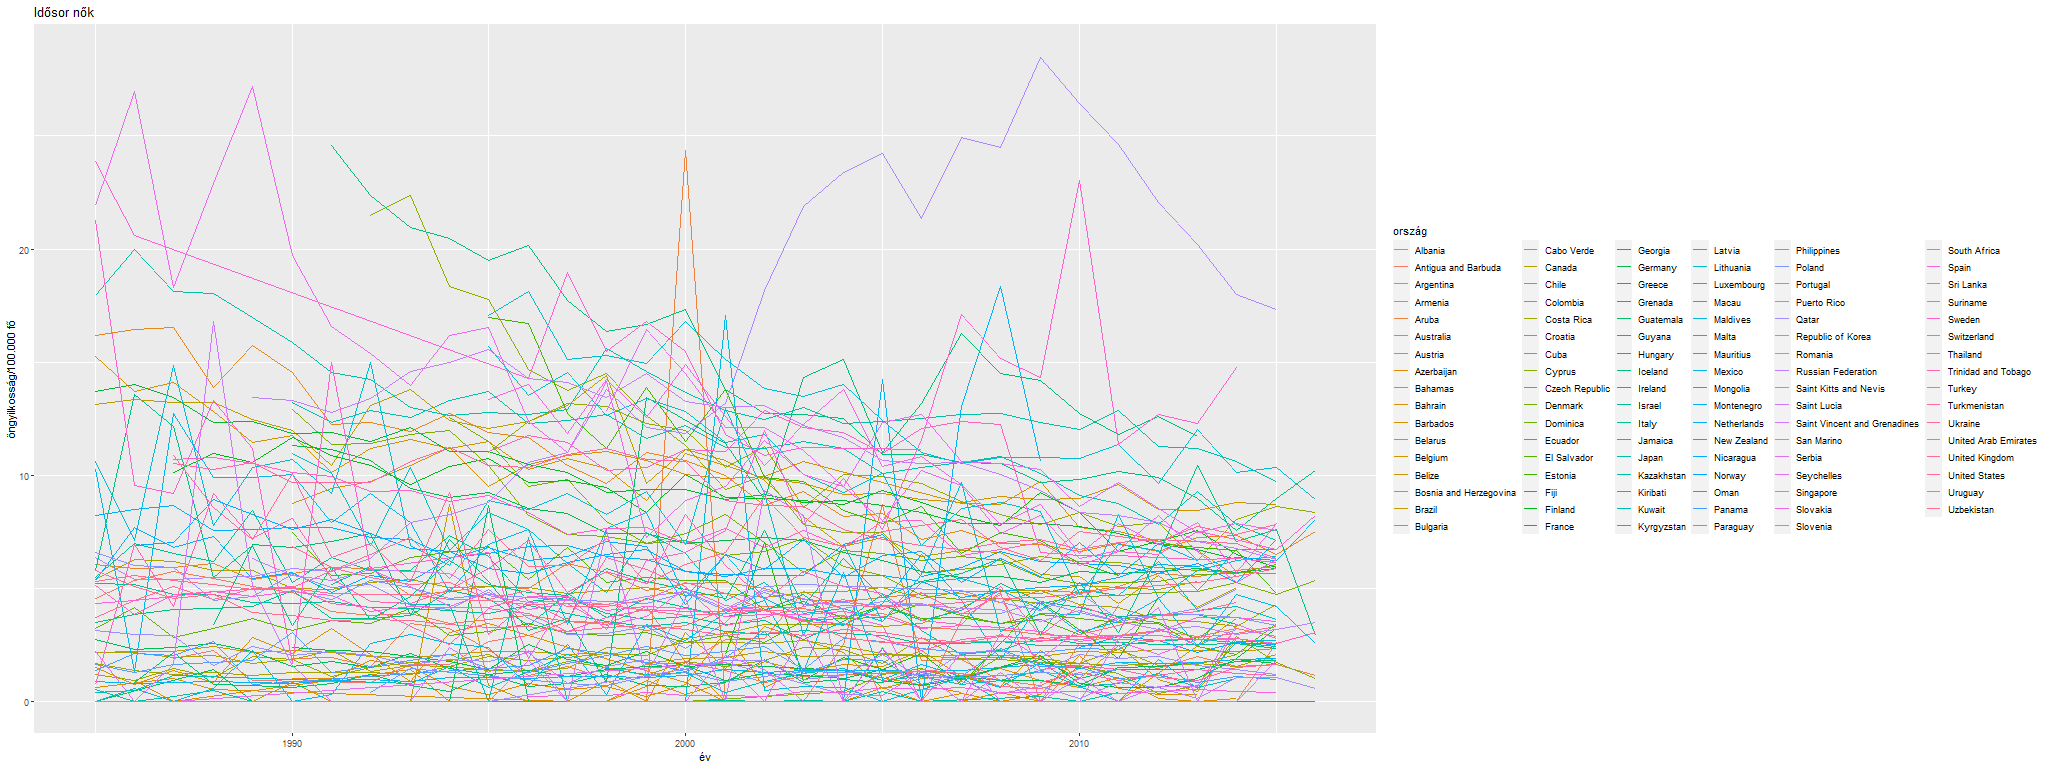 Idősor nők
öngyilkosság/100 000 fő
20
10
0
1990
2000
2010
év
ország
Albania
Antigua and Barbuda
Argentina
Armenia
Aruba
Australia
Austria
Azerbaijan
Bahamas
Bahrain
Barbados
Belarus
Belgium
Belize
Bosnia and Herzegovina
Brazil
Bulgaria
Cabo Verde
Canada
Chile
Colombia
Costa Rica
Croatia
Cuba
Cyprus
Czech Republic
Denmark
Dominica
Ecuador
El Salvador
Estonia
Fiji
Finland
France
Georgia
Germany
Greece
Grenada
Guatemala
Guyana
Hungary
Iceland
Ireland
Israel
Italy
Jamaica
Japan
Kazakhstan
Kiribati
Kuwait
Kyrgyzstan
Latvia
Lithuania
Luxembourg
Macau
Maldives
Malta
Mauritius
Mexico
Mongolia
Montenegro
Netherlands
New Zealand
Nicaragua
Norway
Oman
Panama
Paraguay
Philippines
Poland
Portugal
Puerto Rico
Qatar
Republic of Korea
Romania
Russian Federation
Saint Kitts and Nevis
Saint Lucia
Saint Vincent and Grenadines
San Marino
Serbia
Seychelles
Singapore
Slovakia
Slovenia
South Africa
Spain
Sri Lanka
Suriname
Sweden
Switzerland
Thailand
Trinidad and Tobago
Turkey
Turkmenistan
Ukraine
United Arab Emirates
United Kingdom
United States
Uruguay
Uzbekistan